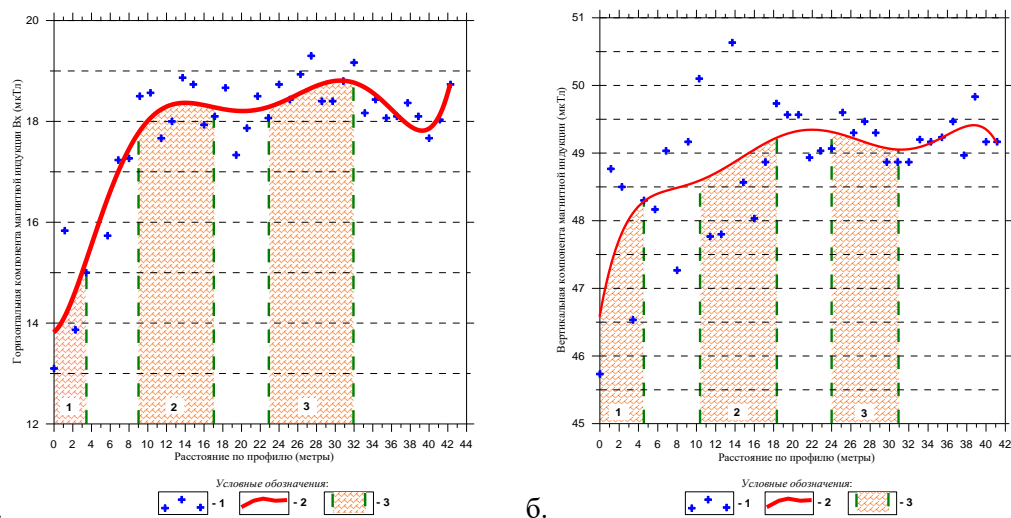 20
18
16
14
12
Горизонтальная компонента магнитной индукции Bx (мкТл)
1
2
3
0 2 4 6 8 10 12 14 16 18 20 22 24 26 28 30 32 34 36 38 40 42 44
Расстояние по профилю (метры)
Условные обозначения:
- 1 - 2 - 3
51
50
49
48
47
46
45
Вертикальная компонента магнитной индукции (мкТл)
1
2
3
0 2 4 6 8 10 12 14 16 18 20 22 24 26 28 30 32 34 36 38 40 42
Расстояние по профилю (метры)
Условные обозначения:
- 1 - 2 - 3
б.